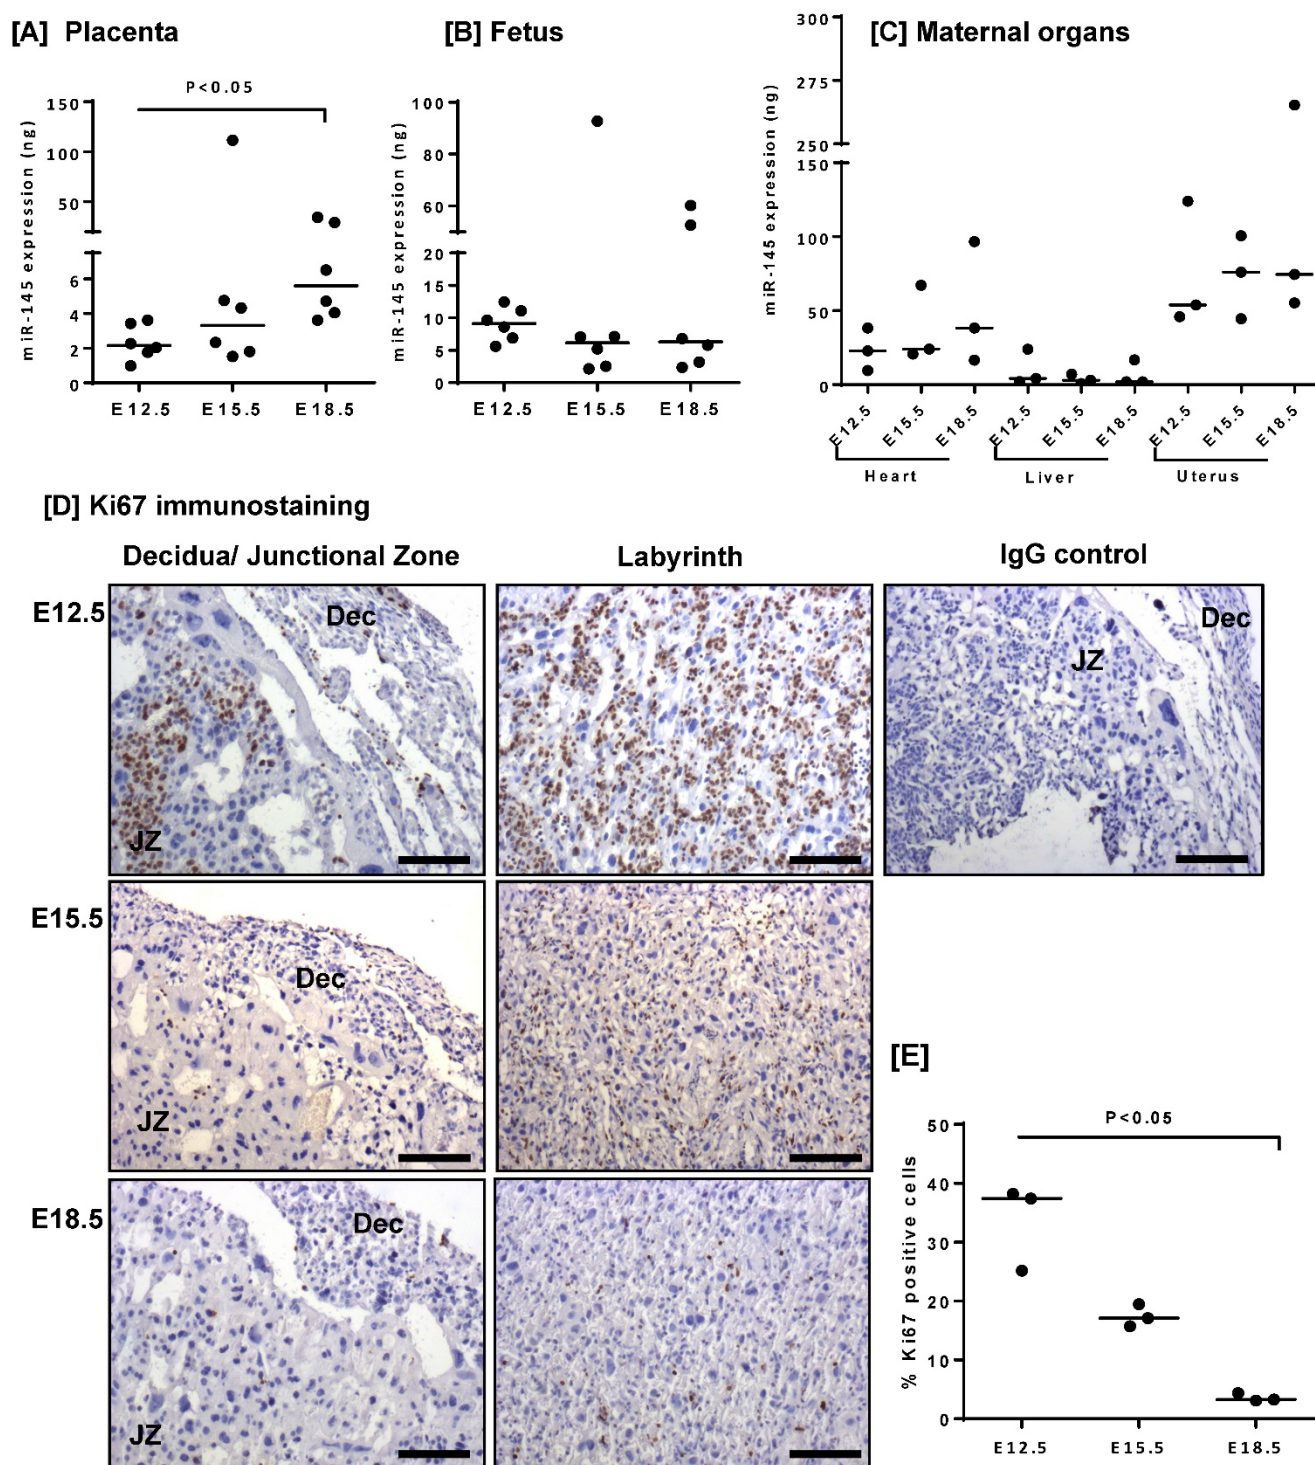 [A] Placenta
P<0.05
miR-145 expression (ng)
150
100
50
6
4
2
0
E12.5 E15.5 E18.5
[B] Fetus
miR-145 expression (ng)
100
80
60
40
20
15
10
5
0
E12.5 E15.5 E18.5
[C] Maternal organs
miR-145 expression (ng)
300
275
250
150
100
50
0
E12.5 E15.5 E18.5 E12.5 E15.5 E18.5 E12.5 E15.5 E18.5
Heart Liver Uterus
[D] Ki67 immunostaining
Decidua/ Junctional Zone Labyrinth IgG control
E12.5
Dec
JZ
Dec
JZ
E15.5
Dec
JZ
E18.5
Dec
JZ
[E]
P<0.05
% Ki67 positive cells
50
40
30
20
10
0
E12.5 E15.5 E18.5